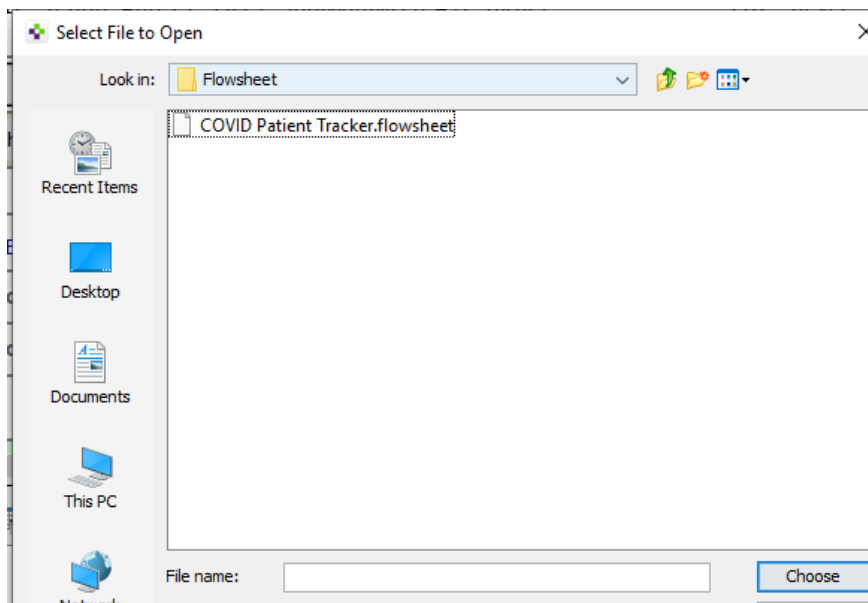 Select File to Open
Look in: Flowsheet
COVID Patient Tracker.flowsheet
Recent Items
Desktop
Documents
This PC
File name:
Choose
Network